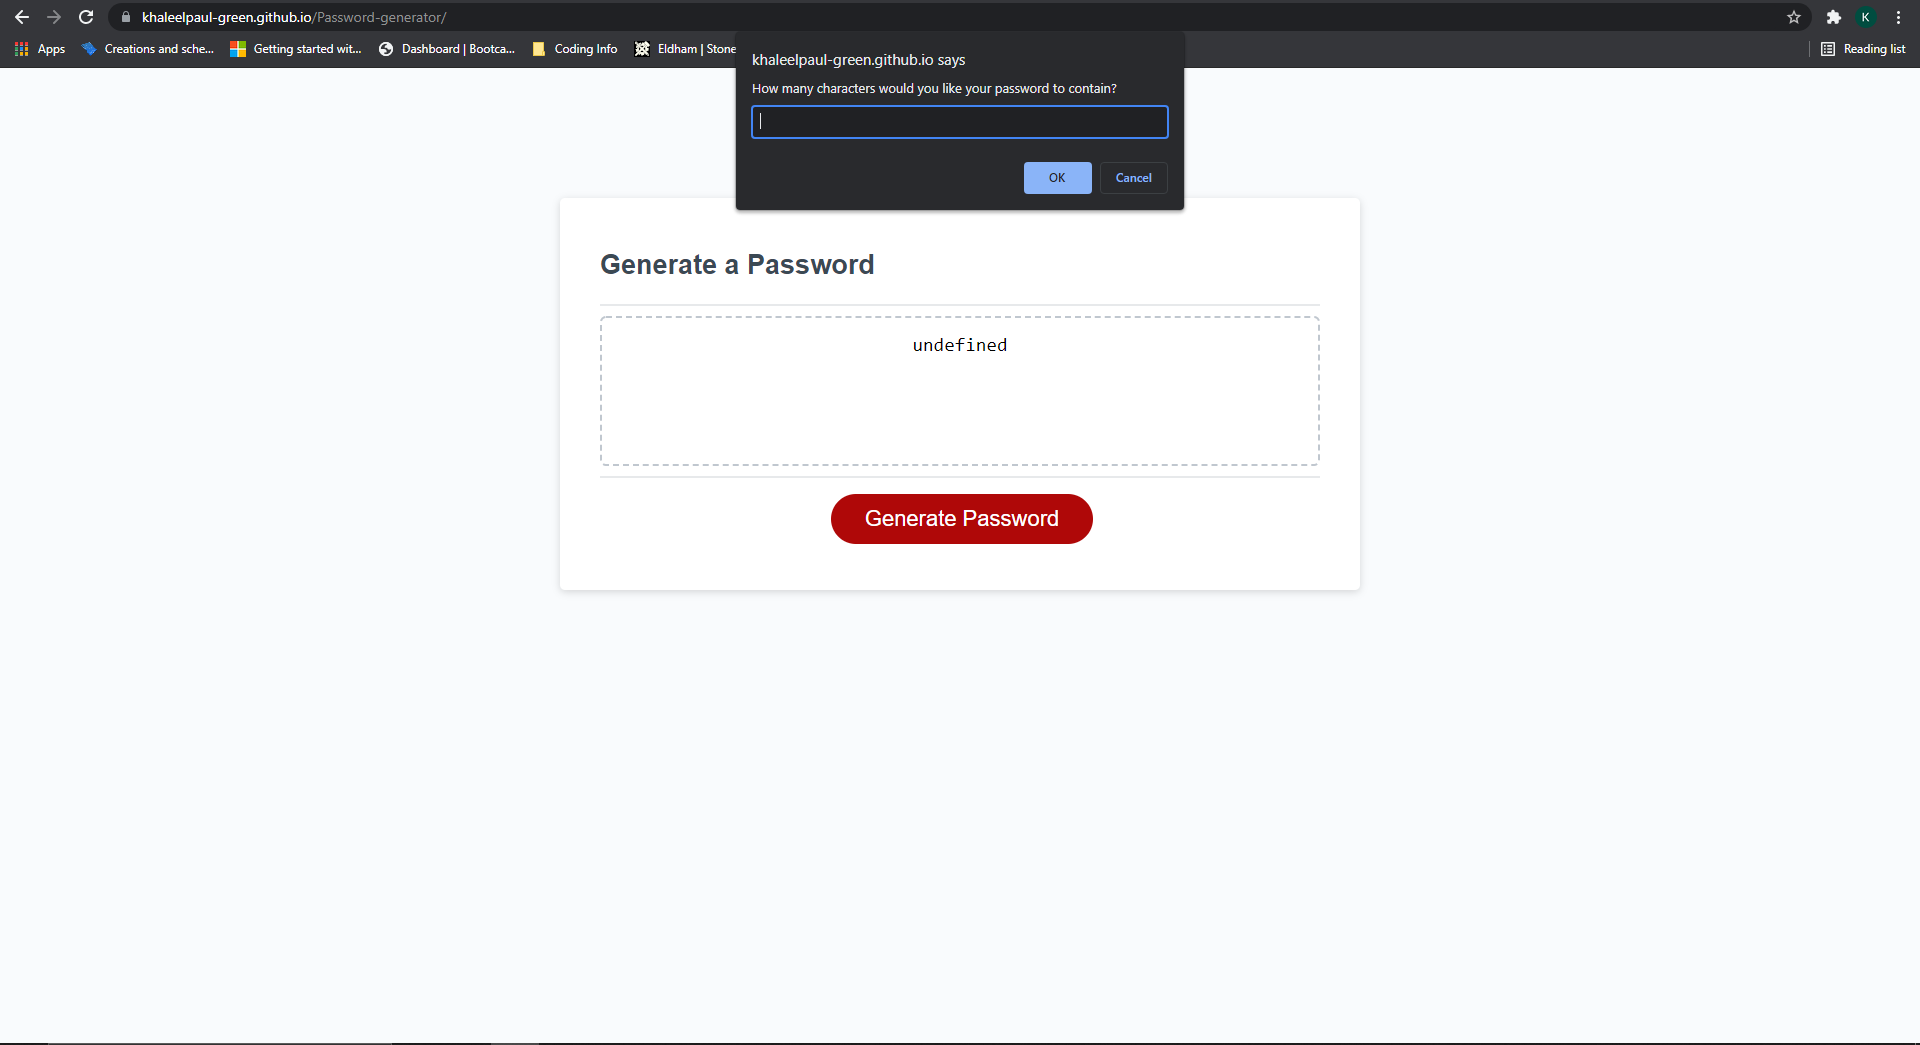 khaleelpaul-green.github.io/Password-generator/
K
Apps
Creations and sche...
Getting started wit...
Dashboard | Bootca...
Coding Info
Eldham | Stone
Reading list
khaleelpaul-green.github.io says
How many characters would you like your password to contain?
OK
Cancel
Generate a Password
undefined
Generate Password